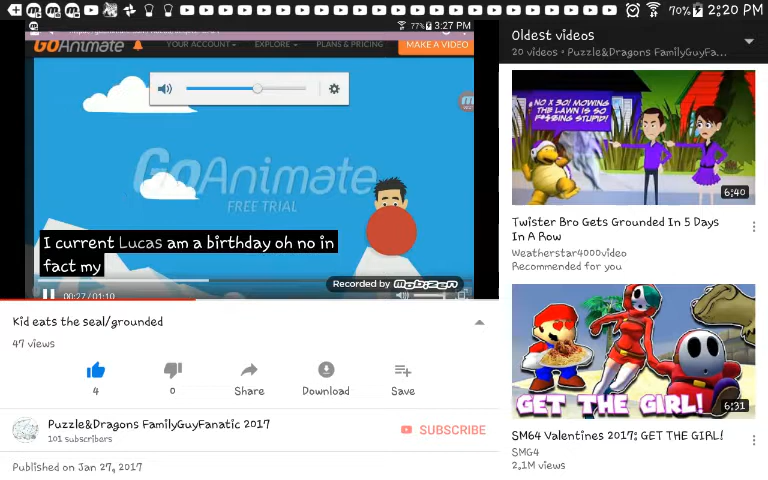 70% 2:20 PM
77% 3:27 PM
GOANIMATE
YOUR ACCOUNT
EXPLORE
PLANS & PRICING
MAKE A VIDEO
GoAnimate
FREE TRIAL
I current Lucas am a birthday oh no in
fact my
Recorded by mobizen
00:27 / 01:10
Kid eats the seal/grounded
47 views
4
0
Share
Download
Save
Puzzle&Dragons FamilyGuyFanatic 2017
101 subscribers
SUBSCRIBE
Published on Jan 27, 2017
Oldest videos
20 videos • Puzzle&Dragons FamilyGuyFa...
NO X 30! MOWING
THE LAWN IS SO
F*$%ING STUPID!
6:40
Twister Bro Gets Grounded In 5 Days
In A Row
Weatherstar4000video
Recommended for you
GET THE GIRL!
6:31
SM64 Valentines 2017: GET THE GIRL!
SMG4
2.1M views